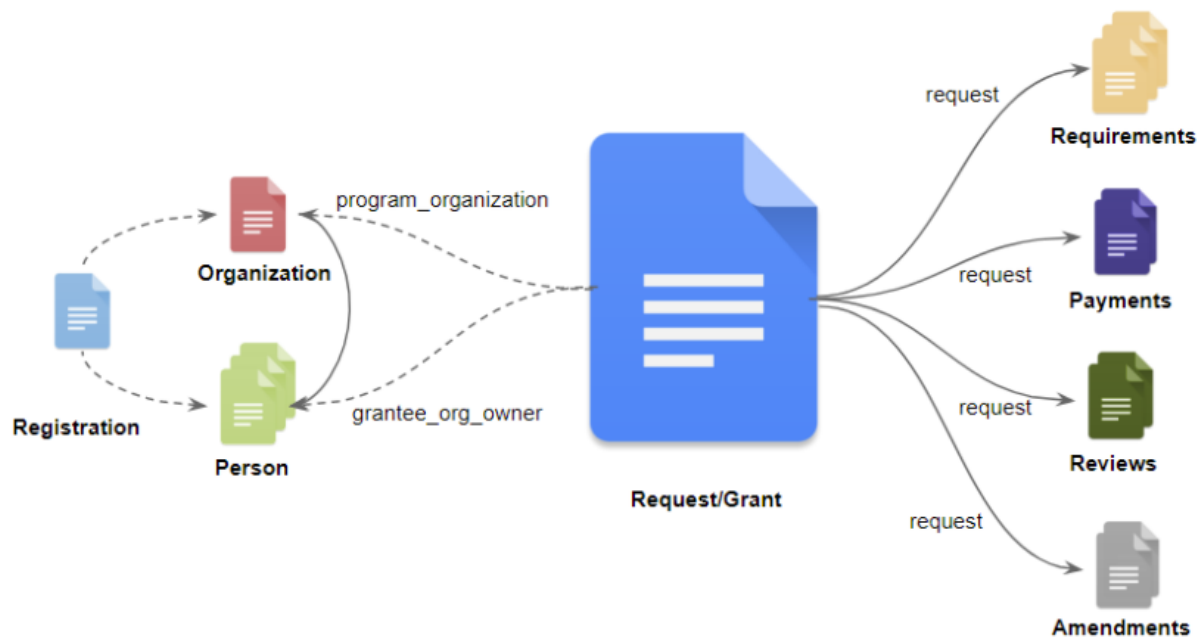 request
Requirements
program_organization
Organization
request
Payments
Registration
grantee_org_owner
Person
Request/Grant
request
Reviews
request
Amendments